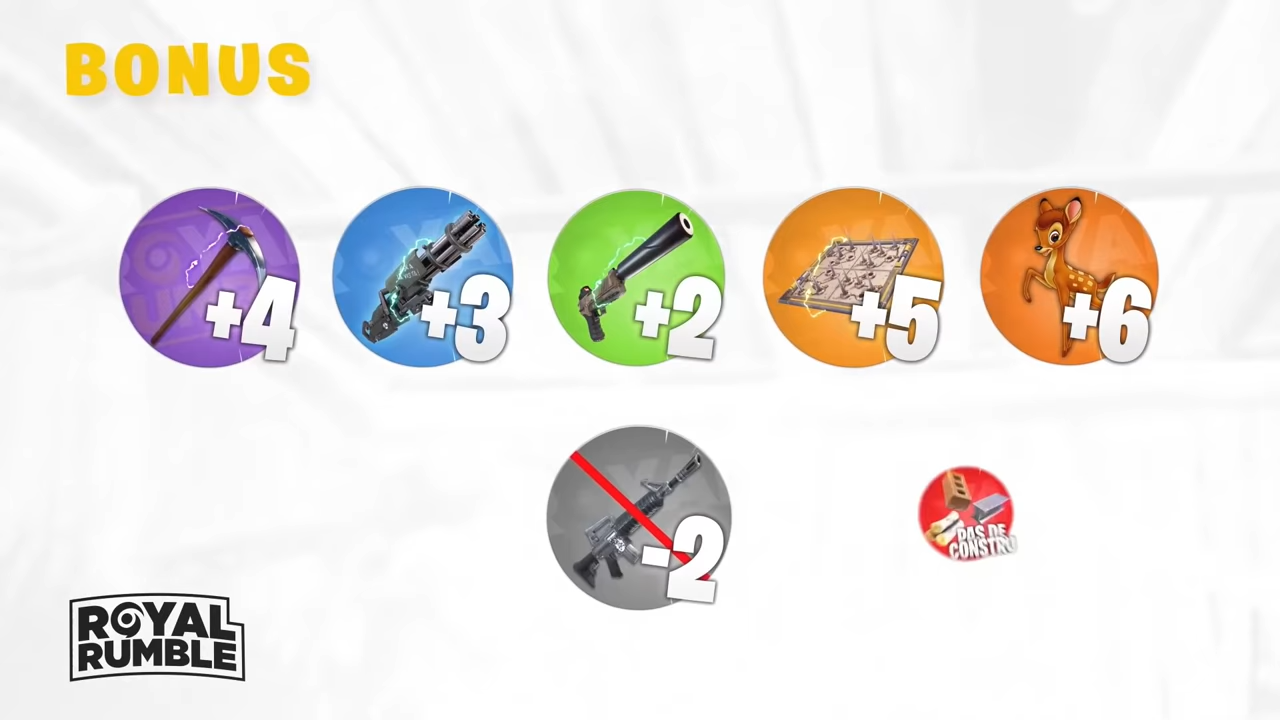 BONUS
+4
+3
+2
+5
+6
-2
PAS DE
CONSTRU
ROYAL
RUMBLE